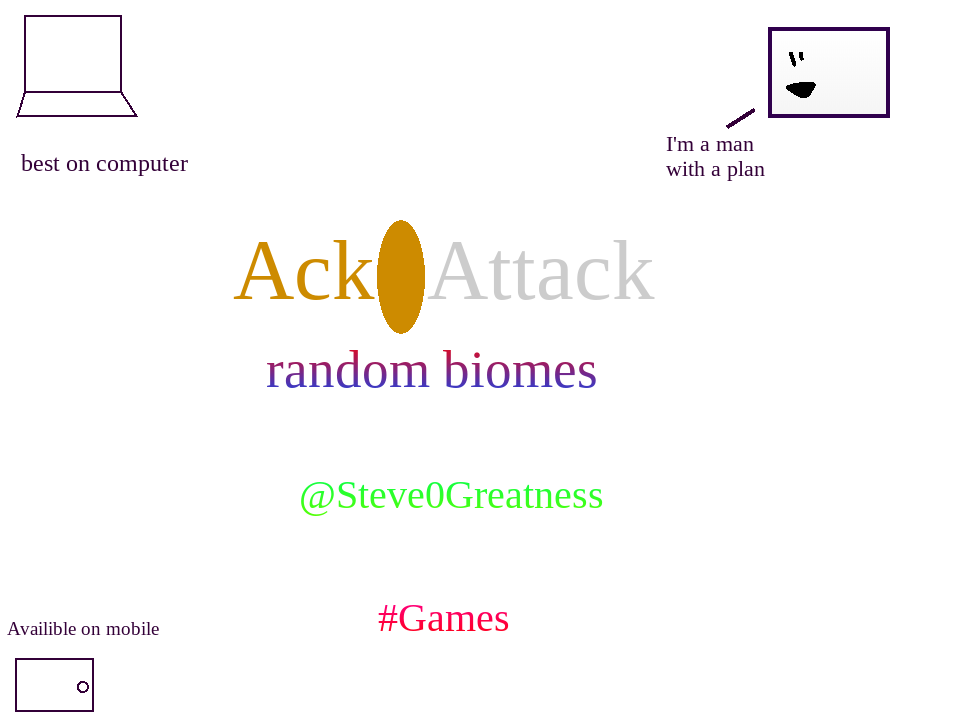 best on computer
I'm a man
with a plan
Ack Attack
random biomes
@Steve0Greatness
#Games
Availible on mobile